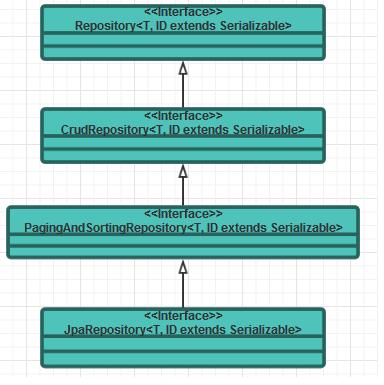 <<Interface>>
Repository<T, ID extends Serializable>
<<Interface>>
CrudRepository<T, ID extends Serializable>
<<Interface>>
PagingAndSortingRepository<T, ID extends Serializable>
<<Interface>>
JpaRepository<T, ID extends Serializable>